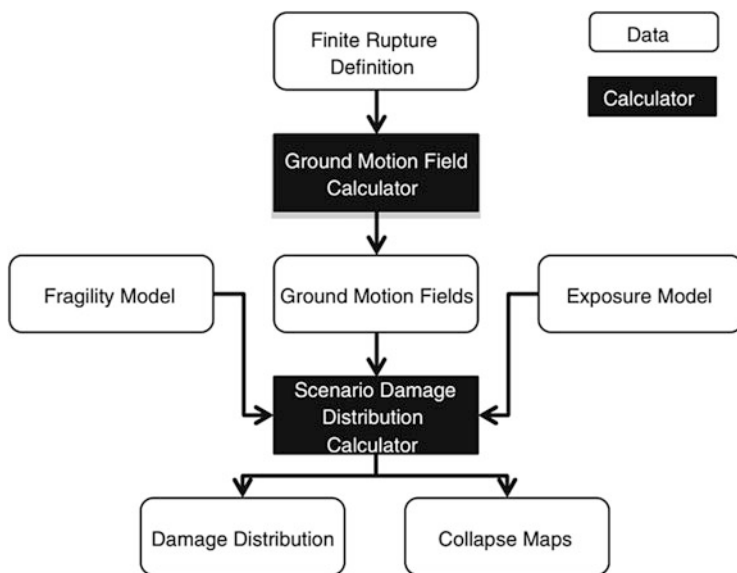 Finite Rupture
Definition
Data
Calculator
Ground Motion Field
Calculator
Fragility Model
Ground Motion Fields
Exposure Model
Scenario Damage
Distribution
Calculator
Damage Distribution
Collapse Maps